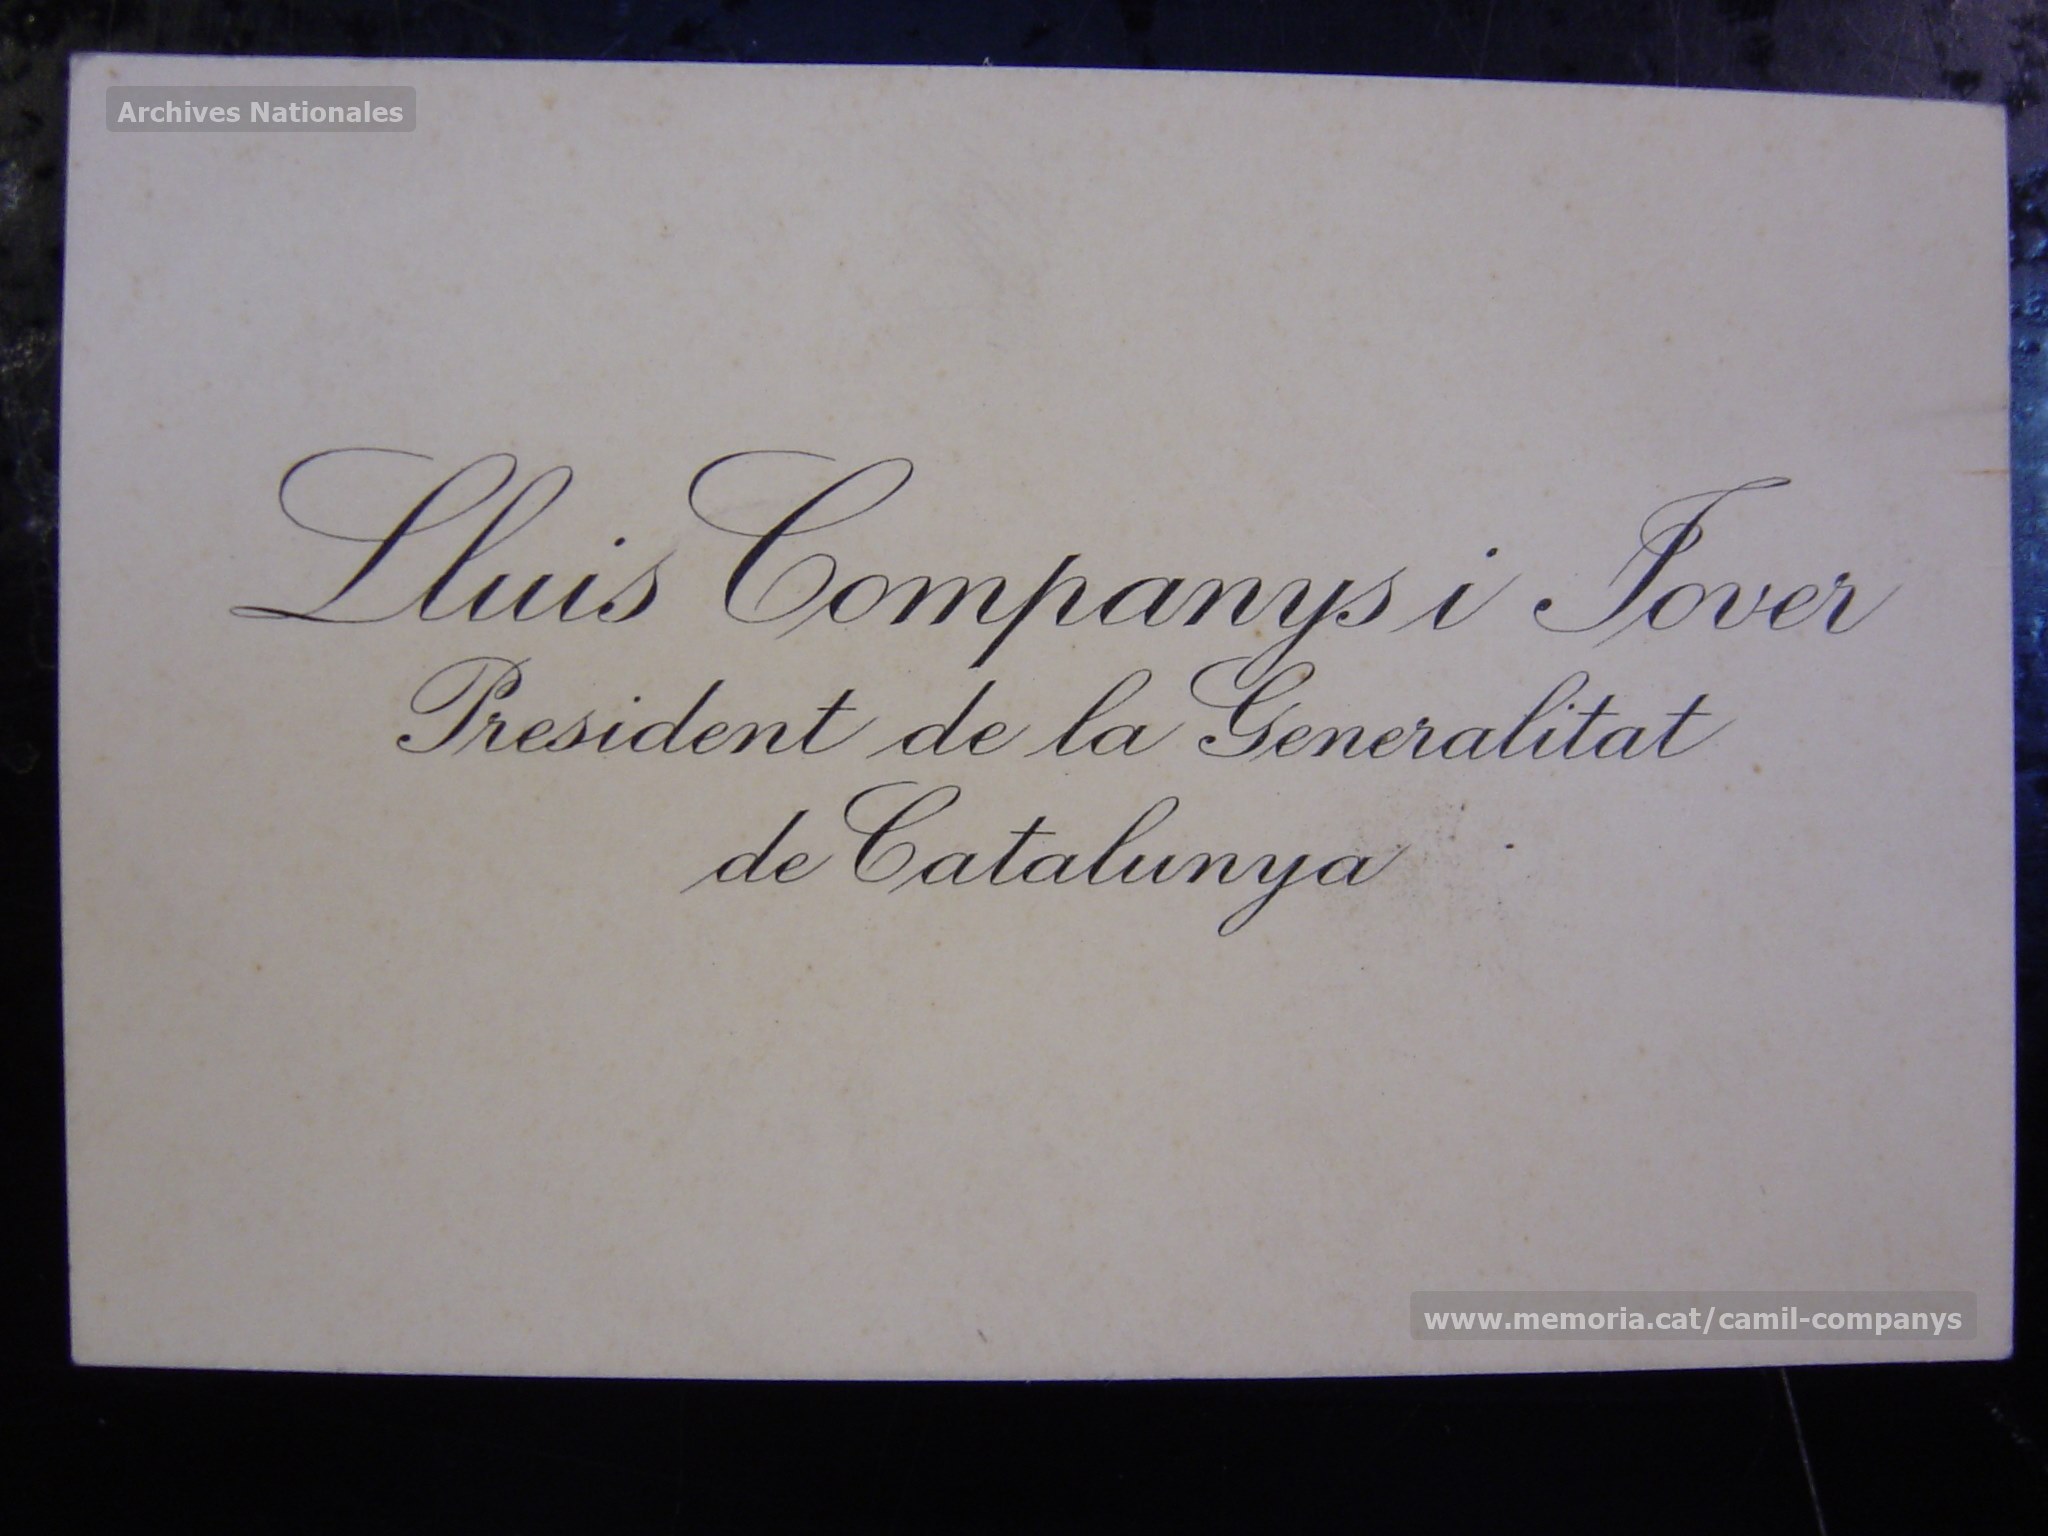 Archives Nationales
Lluis Companys i Jover
President de la Generalitat
de Catalunya
www.memoria.cat/camil-companys